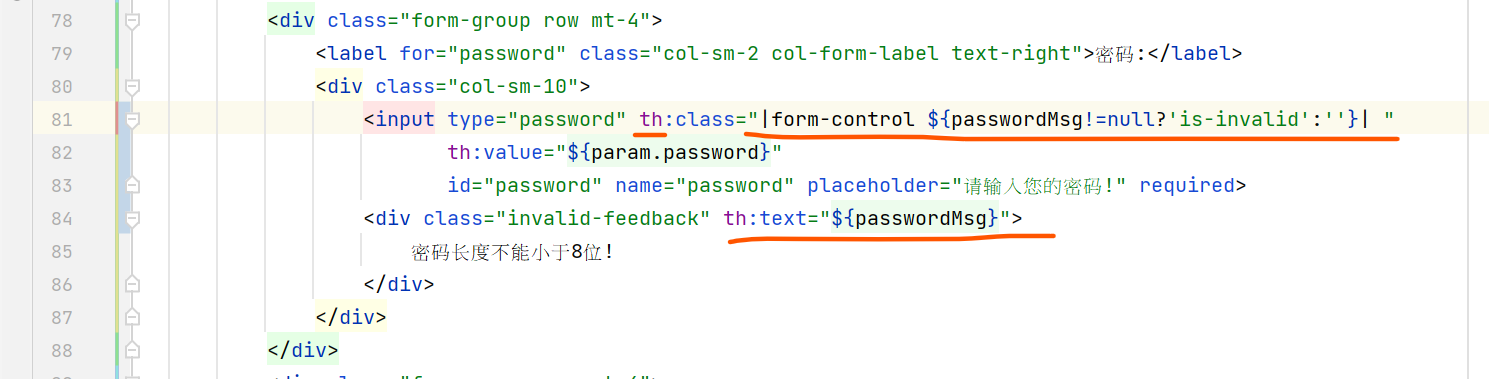 78 <div class="form-group row mt-4">
79 <label for="password" class="col-sm-2 col-form-label text-right">密码:</label>
80 <div class="col-sm-10">
81 <input type="password" th:class="|form-control ${passwordMsg!=null?'is-invalid':''}| "
82 th:value="${param.password}"
83 id="password" name="password" placeholder="请输入您的密码!" required>
84 <div class="invalid-feedback" th:text="${passwordMsg}">
85 密码长度不能小于8位!
86 </div>
87 </div>
88 </div>